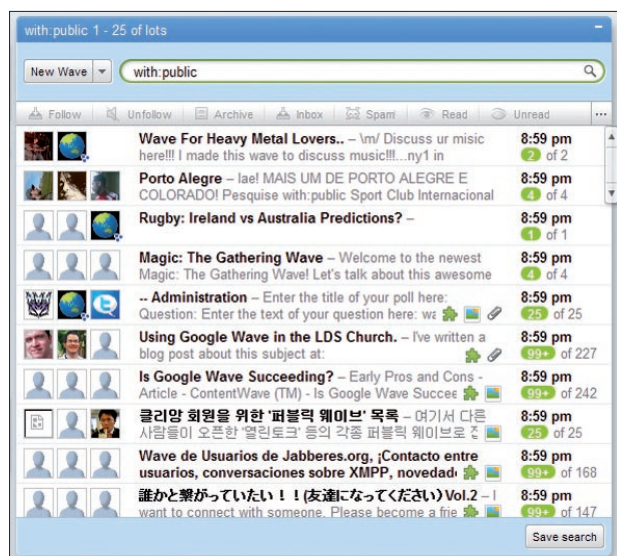 with:public 1 - 25 of lots
New Wave
with:public
Follow Unfollow Archive Inbox Spam Read Unread ...
Wave For Heavy Metal Lovers.. – \m/ Discuss ur misic 8:59 pm
here!!! I made this wave to discuss music!!!...ny1 in 2 of 2
Porto Alegre – Iae! MAIS UM DE PORTO ALEGRE E 8:59 pm
COLORADO! Pesquise with:public Sport Club Internacional 4 of 4
Rugby: Ireland vs Australia Predictions? – 8:59 pm
1 of 1
Magic: The Gathering Wave – Welcome to the newest 8:59 pm
Magic: The Gathering Wave! Let's talk about this awesome 4 of 4
-- Administration – Enter the title of your poll here: 8:59 pm
Question: Enter the text of your question here: wa 25 of 25
Using Google Wave in the LDS Church. – I've written a 8:59 pm
blog post about this subject at: 99+ of 227
Is Google Wave Succeeding? – Early Pros and Cons - 8:59 pm
Article - ContentWave (TM) - Is Google Wave Succee 99+ of 242
클리앙 회원을 위한 '퍼블릭 웨이브' 목록 – 여기서 다른 8:59 pm
사람들이 오픈한 '열린토크' 등의 각종 퍼블릭 웨이브로 25 of 25
Wave de Usuarios de Jabberes.org, ¡Contacto entre 8:59 pm
usuarios, conversaciones sobre XMPP, novedad 99+ of 168
誰かと繋がっていたい！！(友達になってください) Vol.2 – I 8:59 pm
want to connect with someone. Please become a frie 99+ of 147
Save search